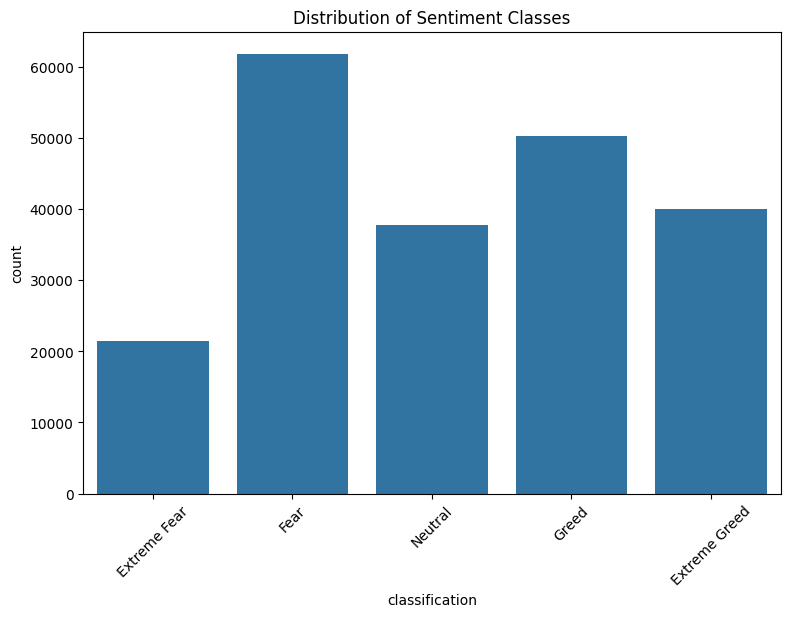 Distribution of Sentiment Classes
60000
50000
40000
30000
20000
10000
0
count
Extreme Fear
Fear
Neutral
Greed
Extreme Greed
classification